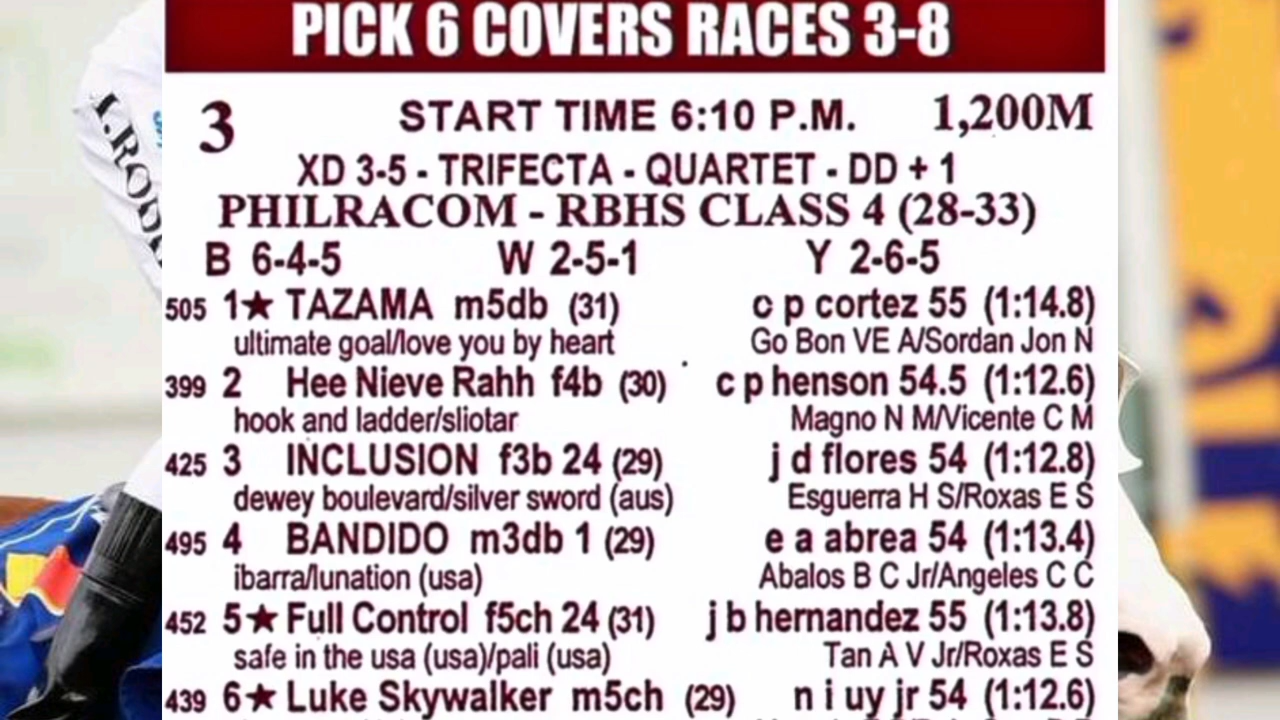 PICK 6 COVERS RACES 3-8
3 START TIME 6:10 P.M. 1,200M
XD 3-5 - TRIFECTA - QUARTET - DD + 1
PHILRACOM - RBHS CLASS 4 (28-33)
B 6-4-5 W 2-5-1 Y 2-6-5
505 1★ TAZAMA m5db (31) c p cortez 55 (1:14.8)
ultimate goal/love you by heart Go Bon VE A/Sordan Jon N
399 2 Hee Nieve Rahh f4b (30) c p henson 54.5 (1:12.6)
hook and ladder/sliotar Magno N M/Vicente C M
425 3 INCLUSION f3b 24 (29) j d flores 54 (1:12.8)
dewey boulevard/silver sword (aus) Esguerra H S/Roxas E S
495 4 BANDIDO m3db 1 (29) e a abrea 54 (1:13.4)
ibarra/lunation (usa) Abalos B C Jr/Angeles C C
452 5★ Full Control f5ch 24 (31) j b hernandez 55 (1:13.8)
safe in the usa (usa)/pali (usa) Tan A V Jr/Roxas E S
439 6★ Luke Skywalker m5ch (29) n i uy jr 54 (1:12.6)